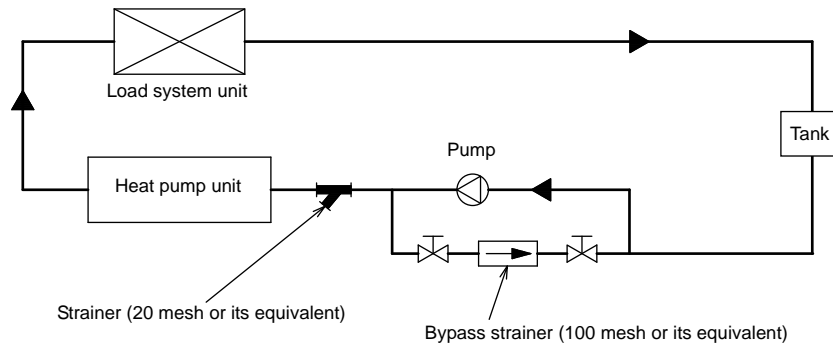 Load system unit
Tank
Pump
Heat pump unit
Strainer (20 mesh or its equivalent)
Bypass strainer (100 mesh or its equivalent)